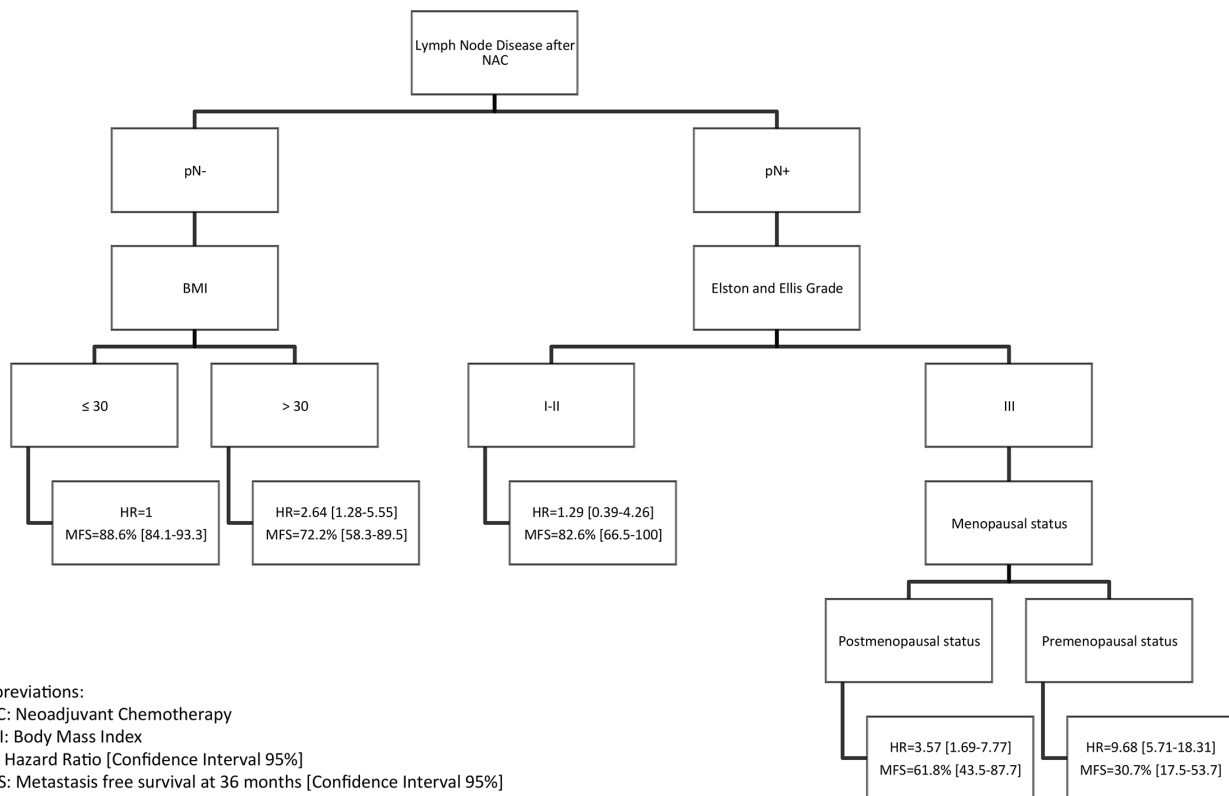 Lymph Node Disease after
NAC
pN-
pN+
BMI
Elston and Ellis Grade
≤ 30
> 30
I-II
III
HR=1
MFS=88.6% [84.1-93.3]
HR=2.64 [1.28-5.55]
MFS=72.2% [58.3-89.5]
HR=1.29 [0.39-4.26]
MFS=82.6% [66.5-100]
Menopausal status
Postmenopausal status
Premenopausal status
HR=3.57 [1.69-7.77]
MFS=61.8% [43.5-87.7]
HR=9.68 [5.71-18.31]
MFS=30.7% [17.5-53.7]
breviations:
C: Neoadjuvant Chemotherapy
I: Body Mass Index
Hazard Ratio [Confidence Interval 95%]
S: Metastasis free survival at 36 months [Confidence Interval 95%]